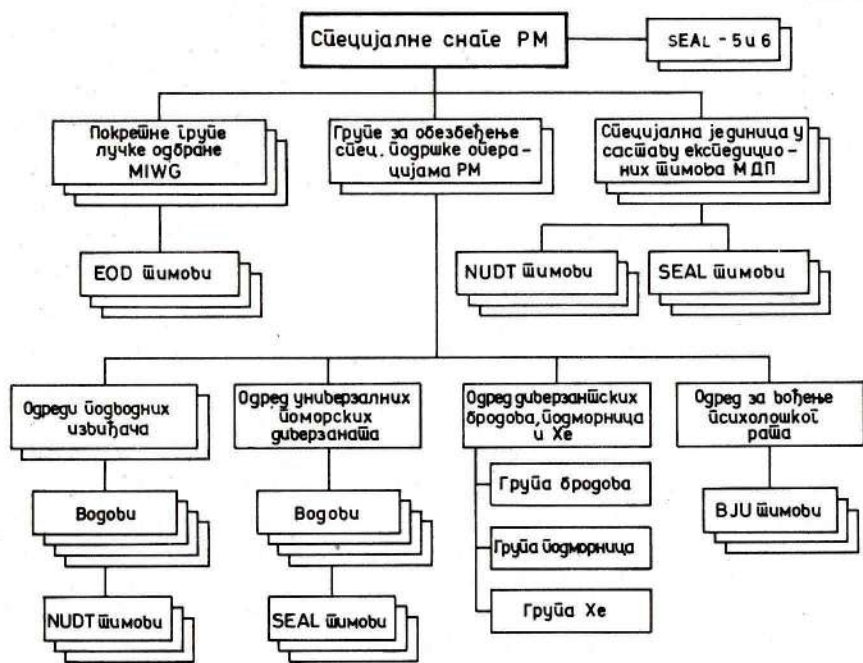 Специјалне снаге РМ
SEAL - 5 и 6
Покретне групе
лучке одбране
MIWG
Групе за обезбеђење
спец. подршке опера-
цијама РМ
Специјална јединица у
саставу експедицио-
них тимова МДП
EOD тимови
NUDT тимови
SEAL тимови
Одреди подводних
извиђача
Одред универзалних
поморских
диверзаната
Одред диверзантских
бродова, подморница
и Хе
Одред за вођење
психолошког
рата
Водови
Водови
Група бродова
BJU тимови
Група подморница
NUDT тимови
SEAL тимови
Група Хе